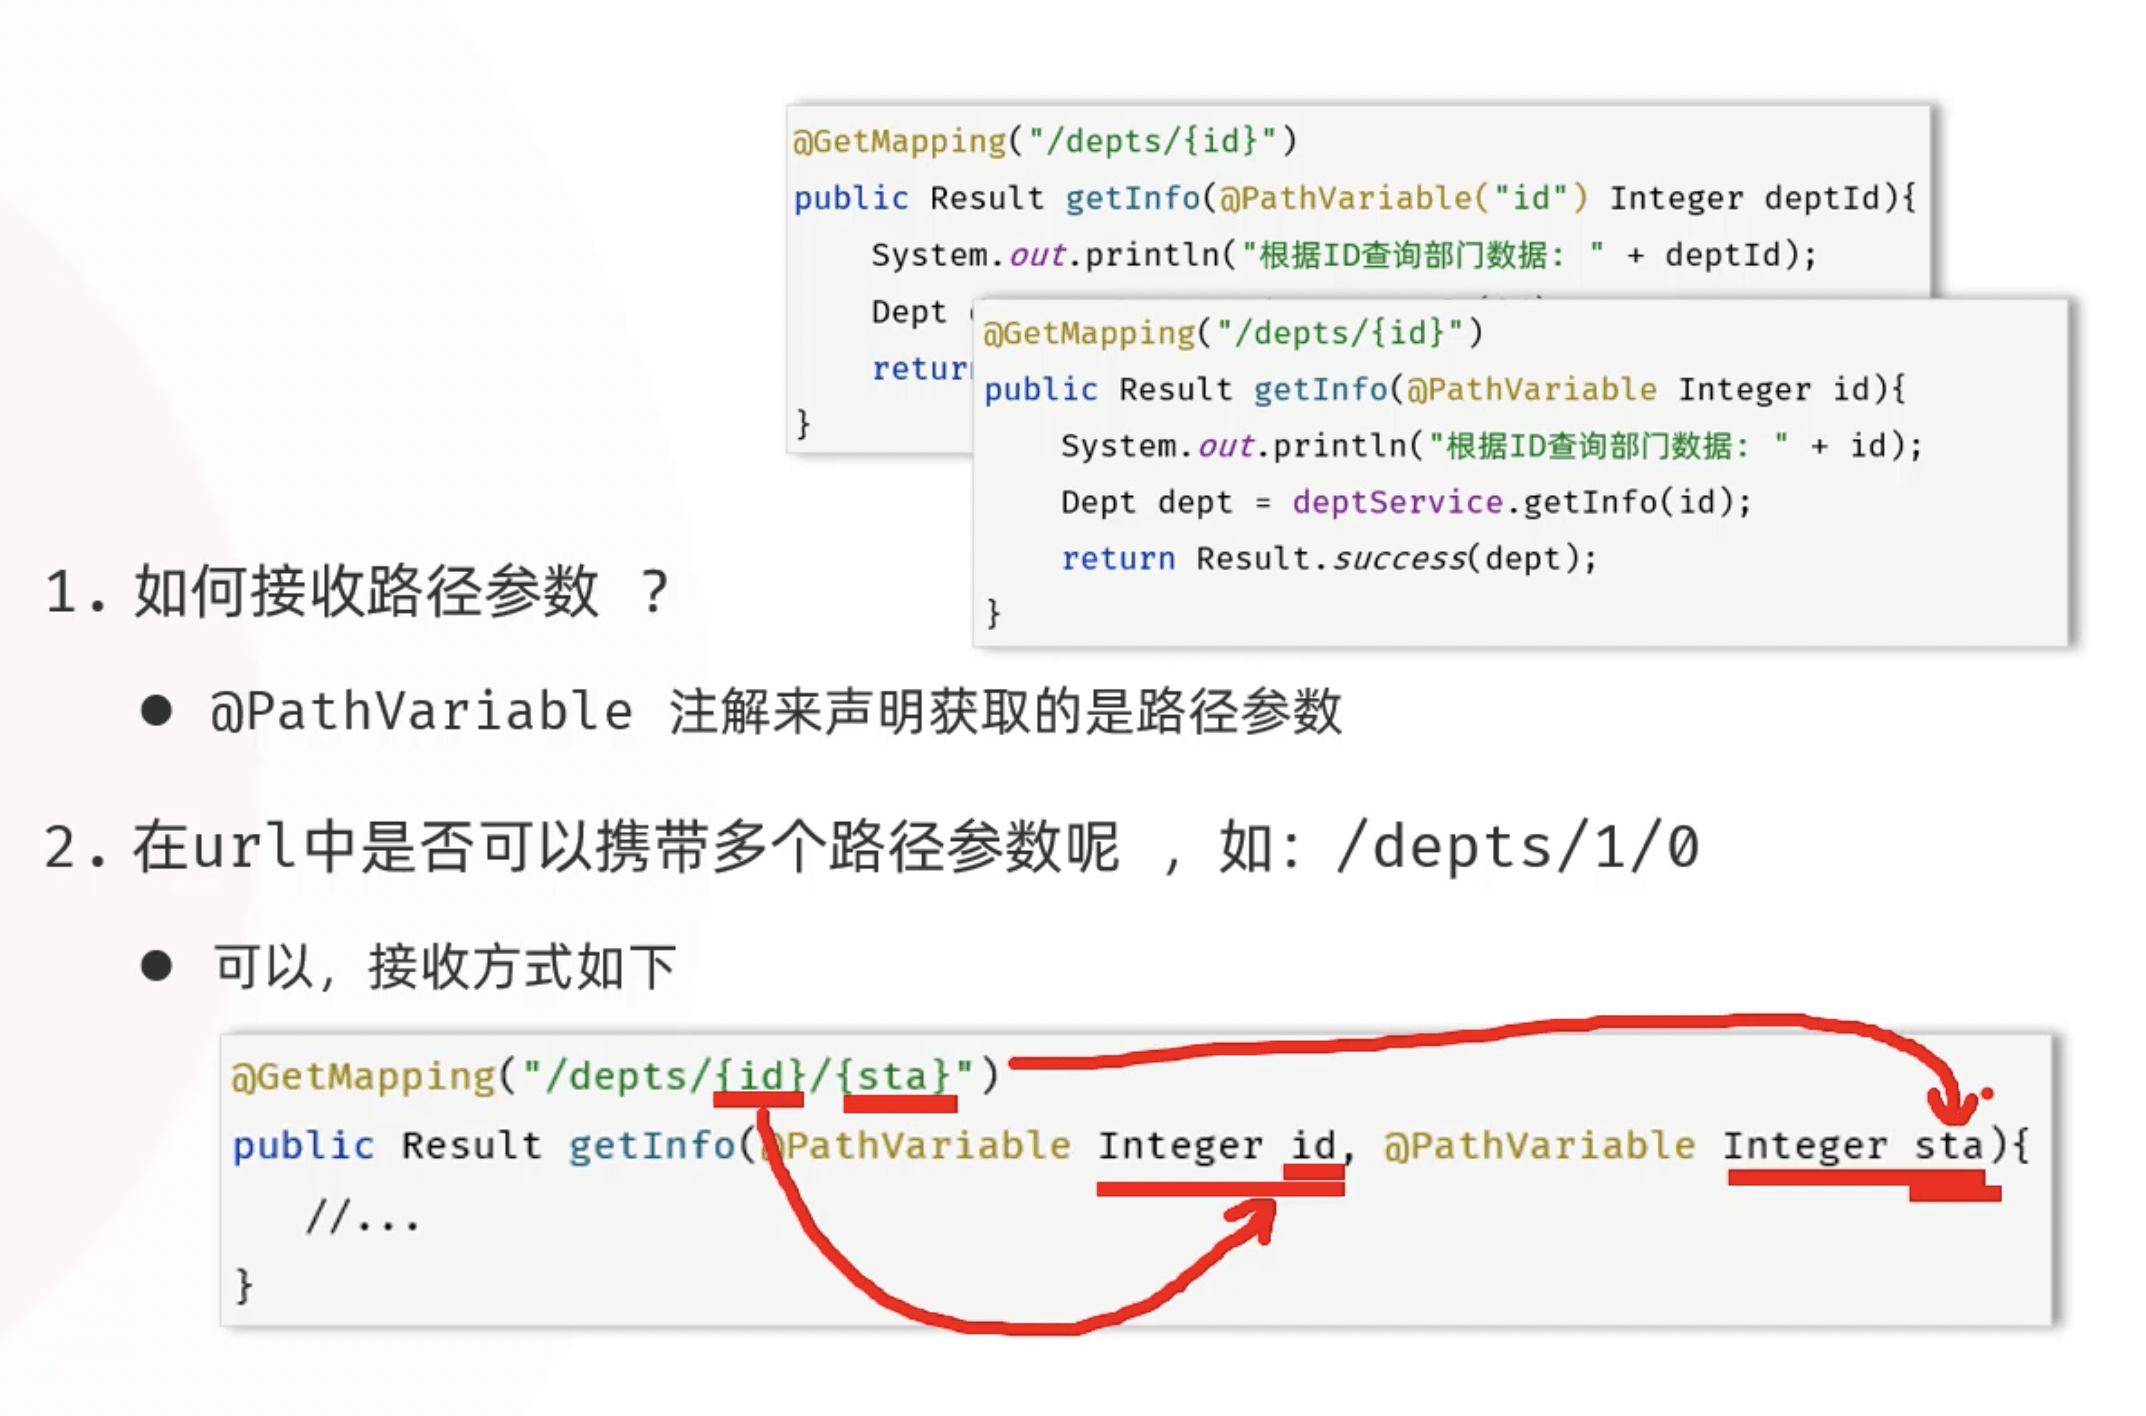 @GetMapping("/depts/{id}")
public Result getInfo(@PathVariable("id") Integer deptId){
System.out.println("根据ID查询部门数据: " + deptId);
Dept
return
}
@GetMapping("/depts/{id}")
public Result getInfo(@PathVariable Integer id){
System.out.println("根据ID查询部门数据: " + id);
Dept dept = deptService.getInfo(id);
return Result.success(dept);
}
1. 如何接收路径参数 ?
● @PathVariable 注解来声明获取的是路径参数
2. 在url中是否可以携带多个路径参数呢 , 如: /depts/1/0
● 可以, 接收方式如下
@GetMapping("/depts/{id}/{sta}")
public Result getInfo(@PathVariable Integer id, @PathVariable Integer sta){
//...
}